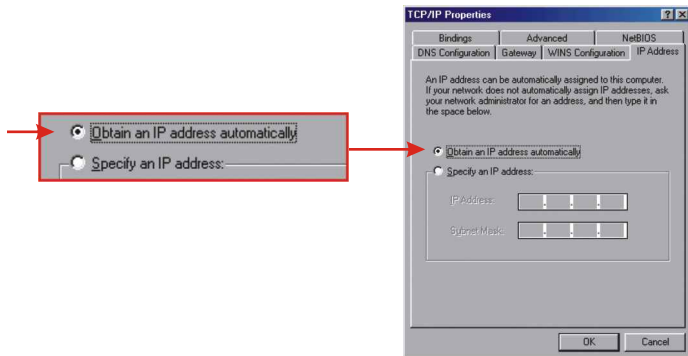 Obtain an IP address automatically
Specify an IP address:
TCP/IP Properties
Bindings Advanced NetBIOS
DNS Configuration Gateway WINS Configuration IP Address
An IP address can be automatically assigned to this computer.
If your network does not automatically assign IP addresses, ask
your network administrator for an address, and then type it in
the space below.
Obtain an IP address automatically
Specify an IP address:
IP Address:
Subnet Mask:
OK Cancel